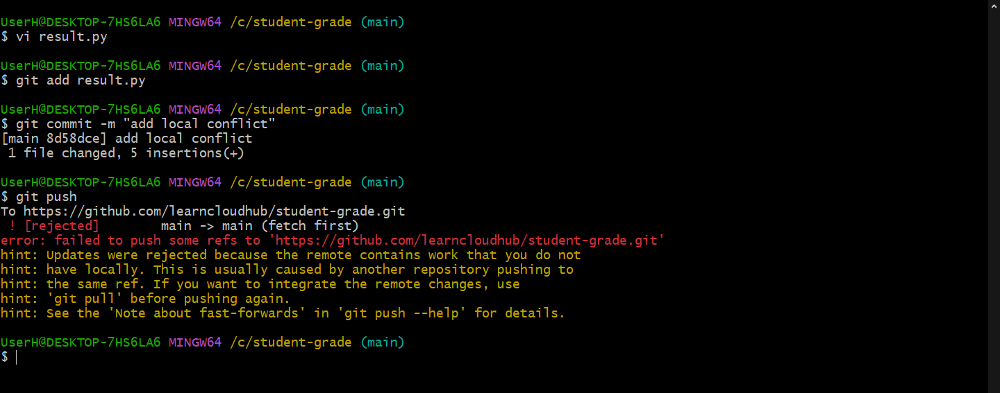 UserH@DESKTOP-7HS6LA6 MINGW64 /c/student-grade (main)
$ vi result.py
UserH@DESKTOP-7HS6LA6 MINGW64 /c/student-grade (main)
$ git add result.py
UserH@DESKTOP-7HS6LA6 MINGW64 /c/student-grade (main)
$ git commit -m "add local conflict"
[main 8d58dce] add local conflict
 1 file changed, 5 insertions(+)
UserH@DESKTOP-7HS6LA6 MINGW64 /c/student-grade (main)
$ git push
To https://github.com/learncloudhub/student-grade.git
 ! [rejected]        main -> main (fetch first)
error: failed to push some refs to 'https://github.com/learncloudhub/student-grade.git'
hint: Updates were rejected because the remote contains work that you do not
hint: have locally. This is usually caused by another repository pushing to
hint: the same ref. If you want to integrate the remote changes, use
hint: 'git pull' before pushing again.
hint: See the 'Note about fast-forwards' in 'git push --help' for details.
UserH@DESKTOP-7HS6LA6 MINGW64 /c/student-grade (main)
$